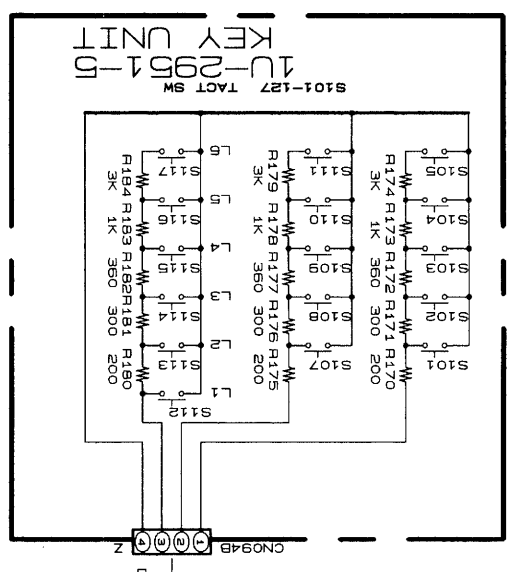 1U-2951-5
KEY UNIT
S101-127 TACT SW
L6 S117 R184 3K
L5 S116 R183 1K
L4 S115 R182 360
L3 S114 R181 300
L2 S113 R180 200
L1 S112
S111 R179 3K
S110 R178 1K
S109 R177 360
S108 R176 300
S107 R175 200
S105 R174 3K
S104 R173 1K
S103 R172 360
S102 R171 300
S101 R170 200
CN094B 1 2 3 4 Z